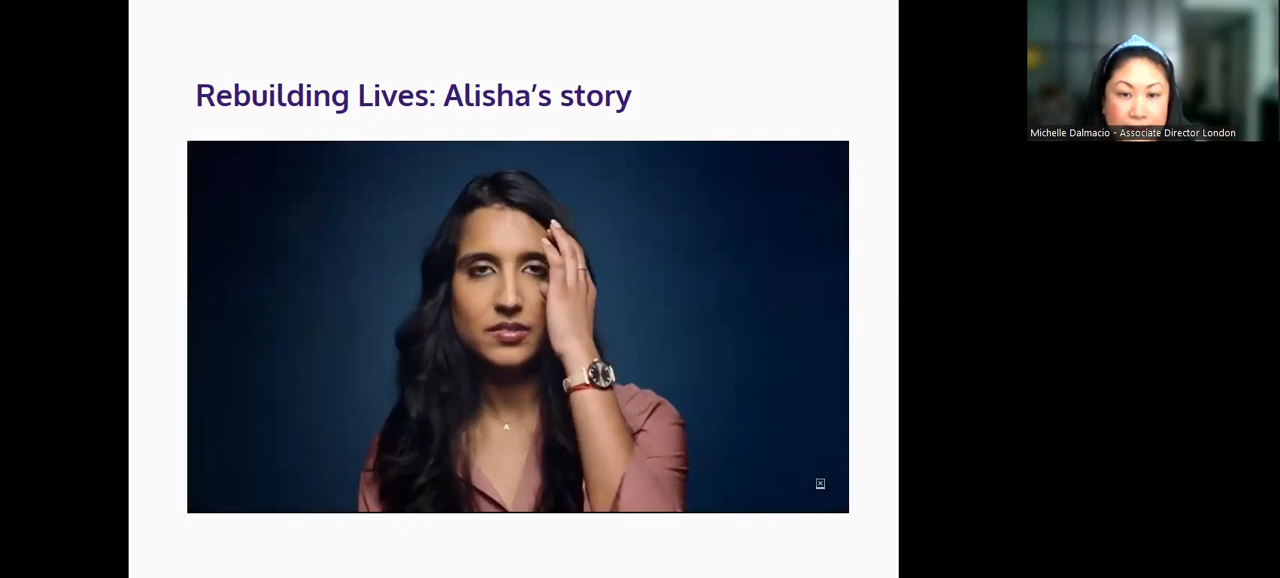 Rebuilding Lives: Alisha’s story
Michelle Dalmacio - Associate Director London
A